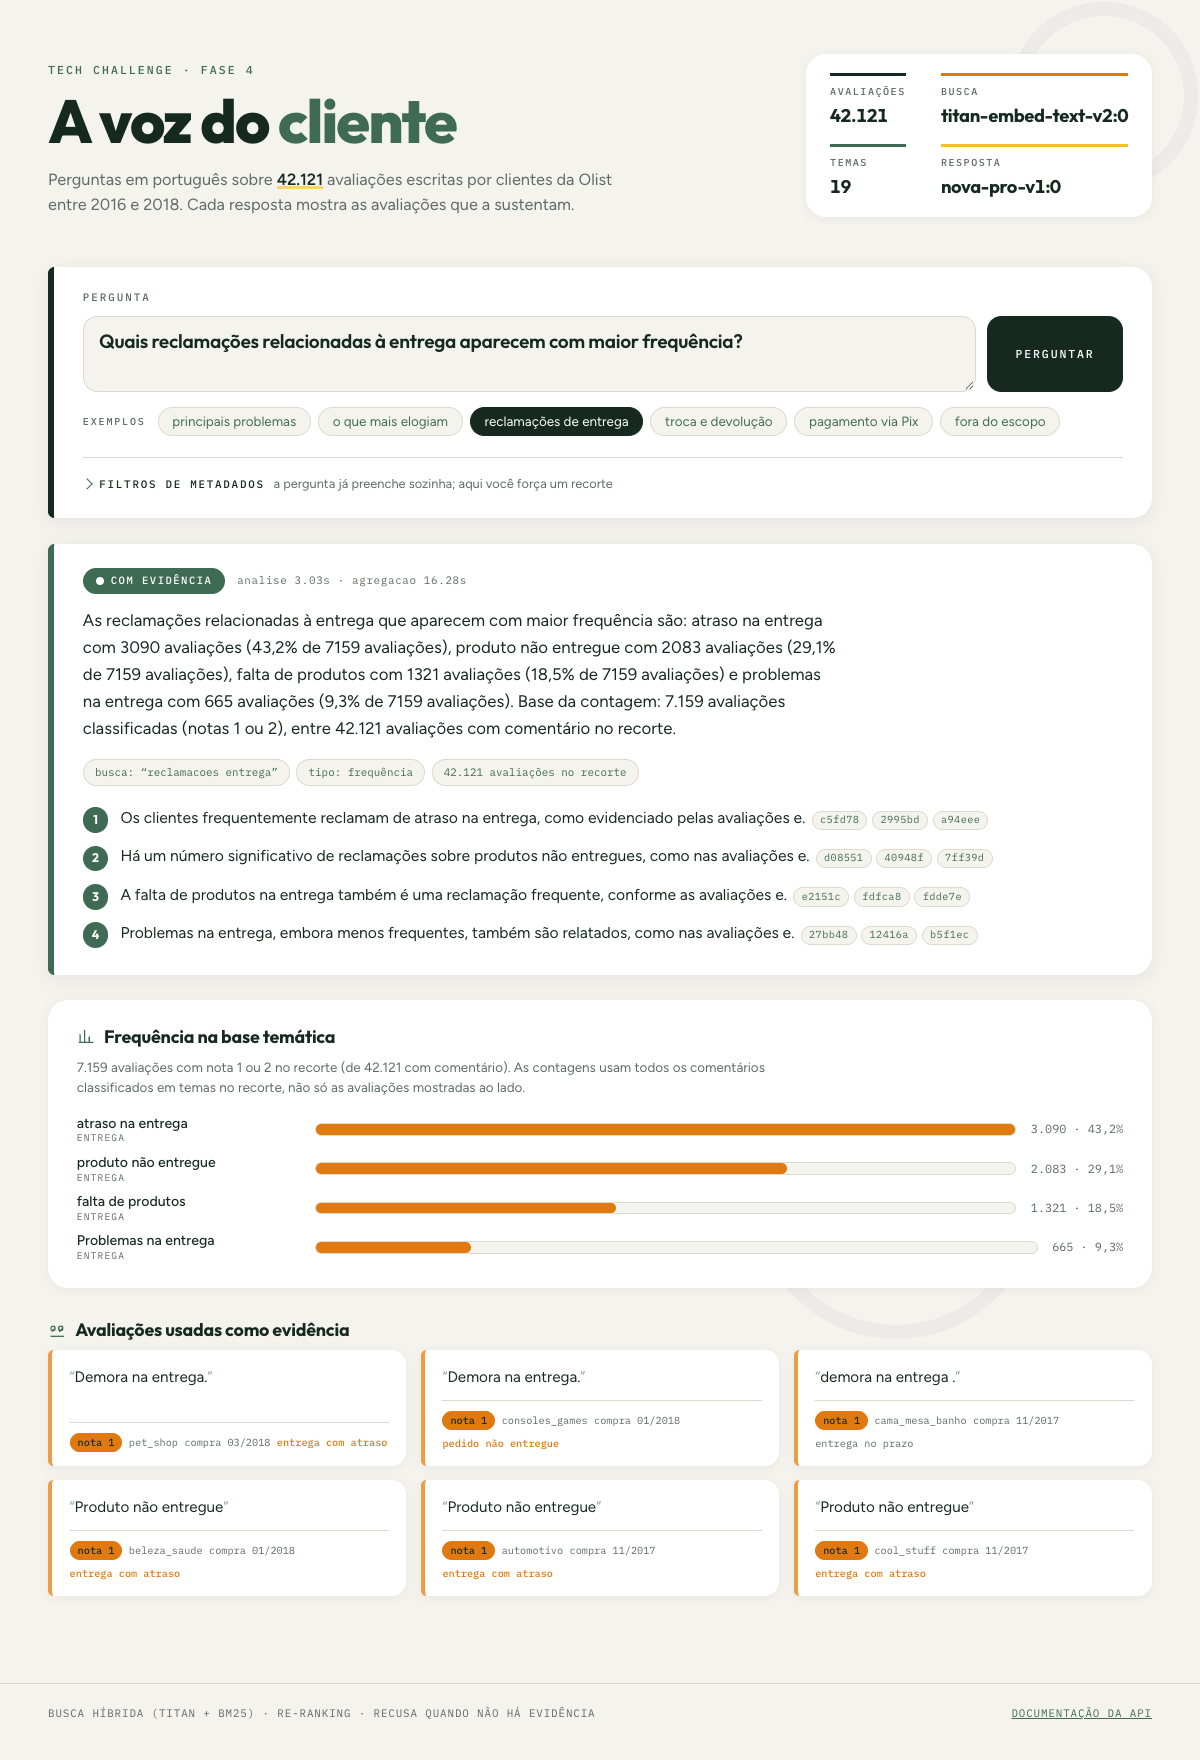 TECH CHALLENGE · FASE 4
A voz do cliente
Perguntas em português sobre 42.121 avaliações escritas por clientes da Olist
entre 2016 e 2018. Cada resposta mostra as avaliações que a sustentam.
AVALIAÇÕES
42.121
BUSCA
titan-embed-text-v2:0
TEMAS
19
RESPOSTA
nova-pro-v1:0
PERGUNTA
Quais reclamações relacionadas à entrega aparecem com maior frequência?
PERGUNTAR
EXEMPLOS principais problemas o que mais elogiam reclamações de entrega troca e devolução pagamento via Pix fora do escopo
FILTROS DE METADADOS a pergunta já preenche sozinha; aqui você força um recorte
COM EVIDÊNCIA analise 3.03s · agregacao 16.28s
As reclamações relacionadas à entrega que aparecem com maior frequência são: atraso na entrega
com 3090 avaliações (43,2% de 7159 avaliações), produto não entregue com 2083 avaliações (29,1%
de 7159 avaliações), falta de produtos com 1321 avaliações (18,5% de 7159 avaliações) e problemas
na entrega com 665 avaliações (9,3% de 7159 avaliações). Base da contagem: 7.159 avaliações
classificadas (notas 1 ou 2), entre 42.121 avaliações com comentário no recorte.
busca: “reclamacoes entrega” tipo: frequência 42.121 avaliações no recorte
1 Os clientes frequentemente reclamam de atraso na entrega, como evidenciado pelas avaliações e. c5fd78 2995bd a94eee
2 Há um número significativo de reclamações sobre produtos não entregues, como nas avaliações e. d08551 40948f 7ff39d
3 A falta de produtos na entrega também é uma reclamação frequente, conforme as avaliações e. e2151c fdfca8 fdde7e
4 Problemas na entrega, embora menos frequentes, também são relatados, como nas avaliações e. 27bb48 12416a b5f1ec
Frequência na base temática
7.159 avaliações com nota 1 ou 2 no recorte (de 42.121 com comentário). As contagens usam todos os comentários
classificados em temas no recorte, não só as avaliações mostradas ao lado.
atraso na entrega
ENTREGA
3.090 · 43,2%
produto não entregue
ENTREGA
2.083 · 29,1%
falta de produtos
ENTREGA
1.321 · 18,5%
Problemas na entrega
ENTREGA
665 · 9,3%
Avaliações usadas como evidência
“Demora na entrega.”
nota 1 pet_shop compra 03/2018 entrega com atraso
“Demora na entrega.”
nota 1 consoles_games compra 01/2018
pedido não entregue
“demora na entrega .”
nota 1 cama_mesa_banho compra 11/2017
entrega no prazo
“Produto não entregue”
nota 1 beleza_saude compra 01/2018
entrega com atraso
“Produto não entregue”
nota 1 automotivo compra 11/2017
entrega com atraso
“Produto não entregue”
nota 1 cool_stuff compra 11/2017
entrega com atraso
BUSCA HÍBRIDA (TITAN + BM25) · RE-RANKING · RECUSA QUANDO NÃO HÁ EVIDÊNCIA
DOCUMENTAÇÃO DA API